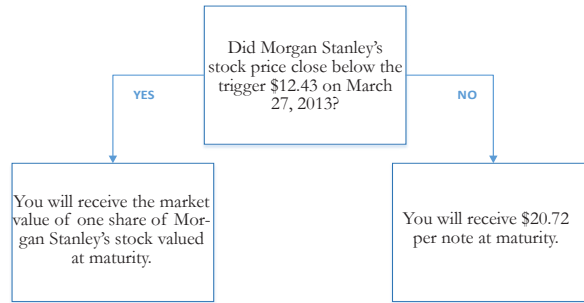 Did Morgan Stanley's
stock price close below the
trigger $12.43 on March
27, 2013?
YES
NO
You will receive the market
value of one share of Mor-
gan Stanley's stock valued
at maturity.
You will receive $20.72
per note at maturity.